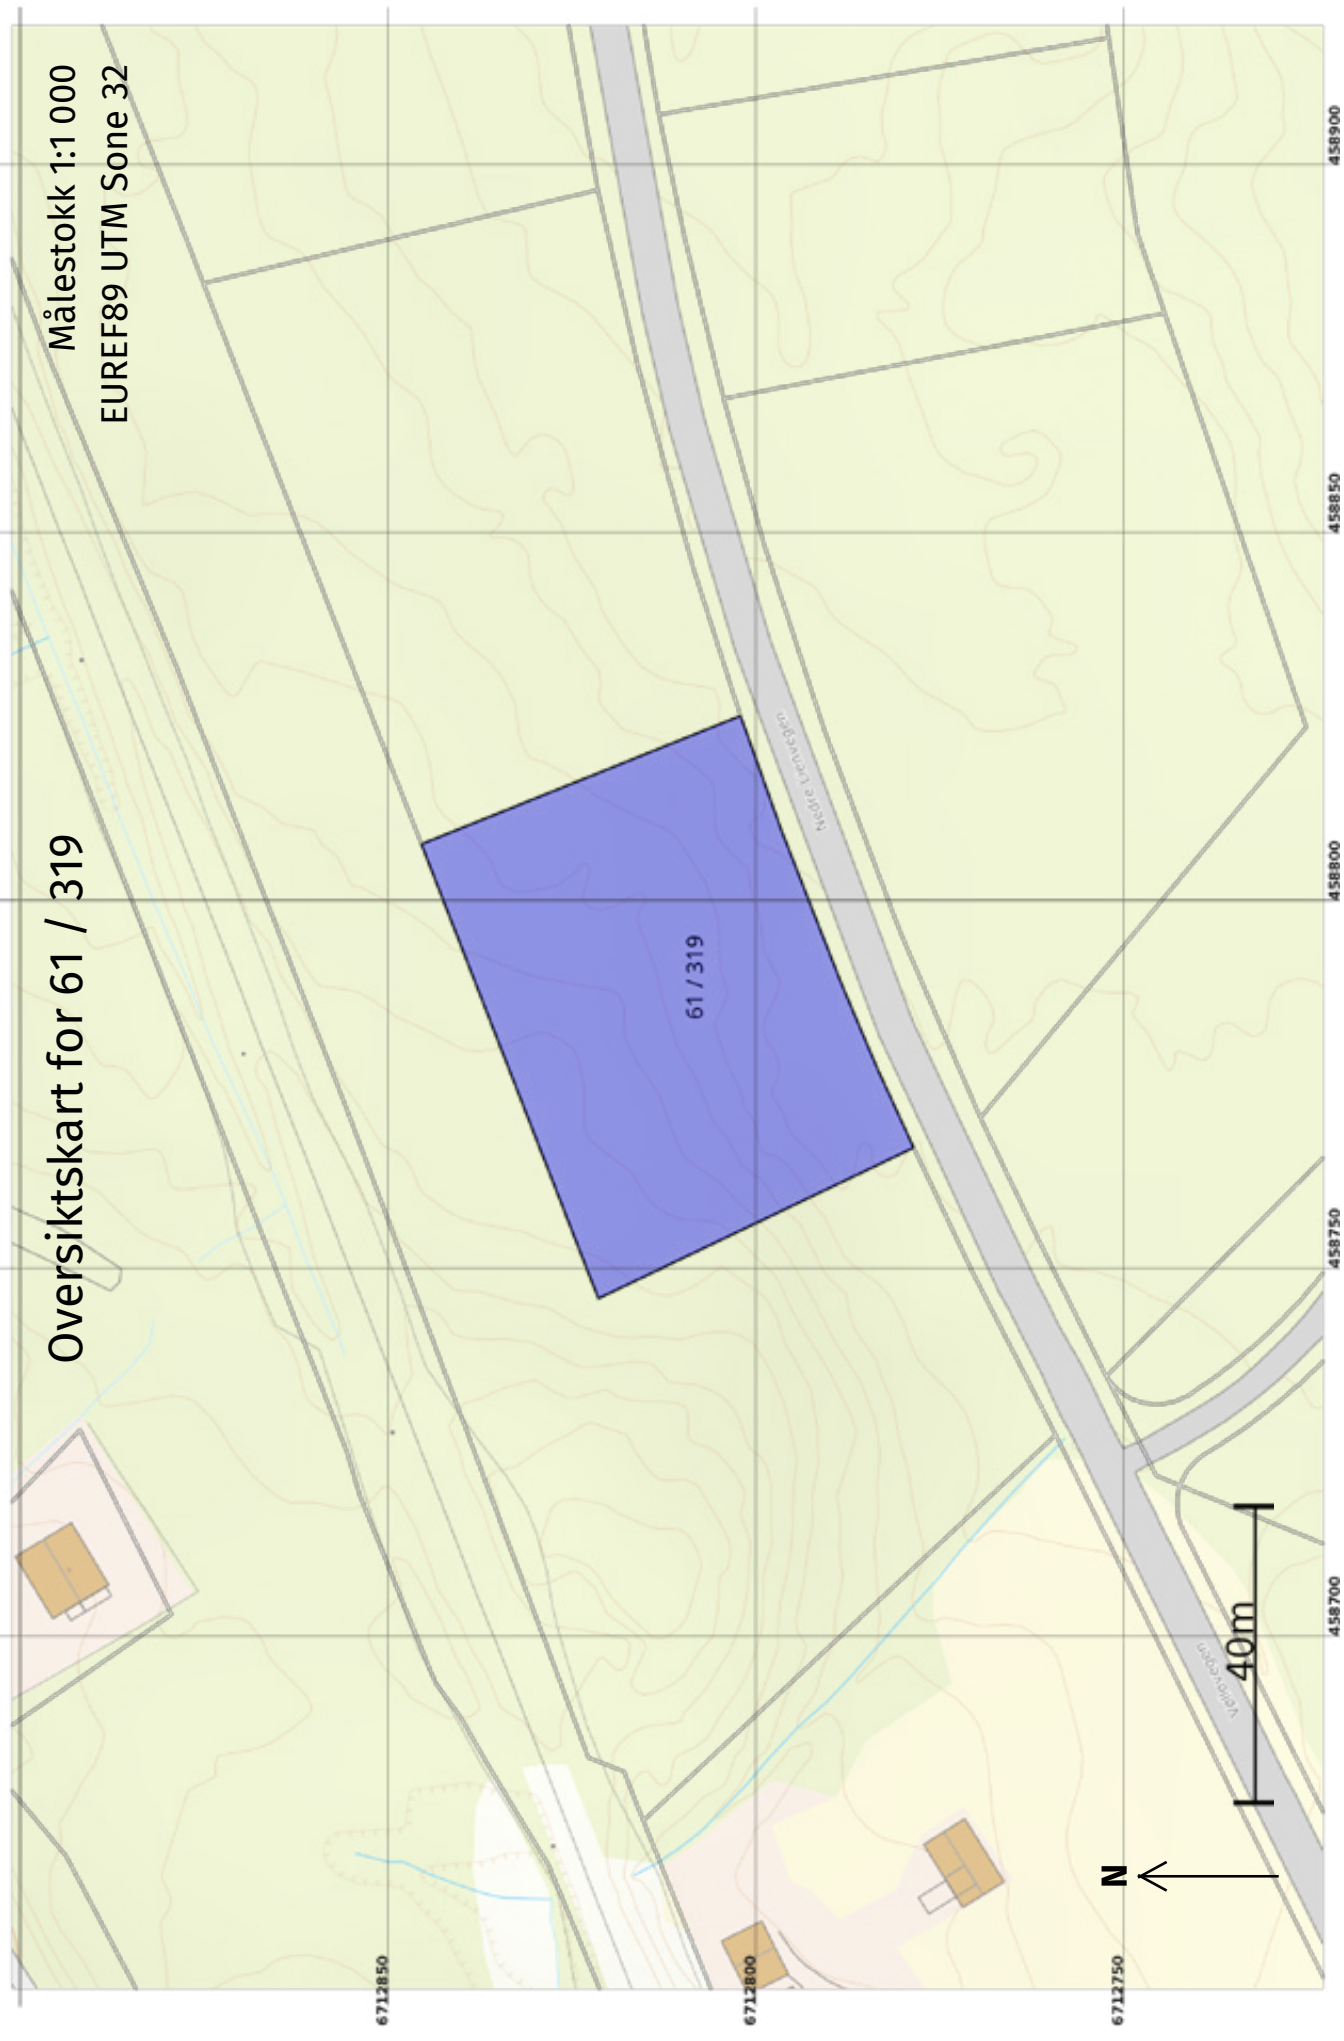 Oversiktskart for 61 / 319
Målestokk 1:1 000
EUREF89 UTM Sone 32
61 / 319
Nedre Lienvegen
Vollovegen
40m
N
6712850
6712800
6712750
458700
458750
458800
458850
458900